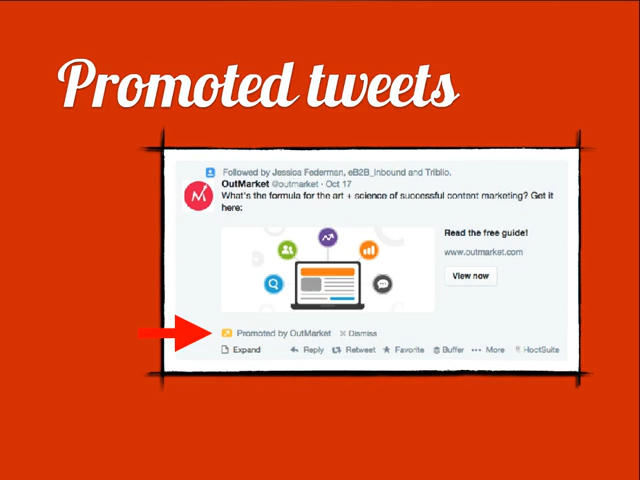 Promoted tweets
Followed by Jessica Federman, eB2B_Inbound and Triblio.
OutMarket @outmarket · Oct 17
What's the formula for the art + science of successful content marketing? Get it
here:
Read the free guide!
www.outmarket.com
View now
Promoted by OutMarket Dismiss
Expand Reply Retweet Favorite Buffer More HootSuite